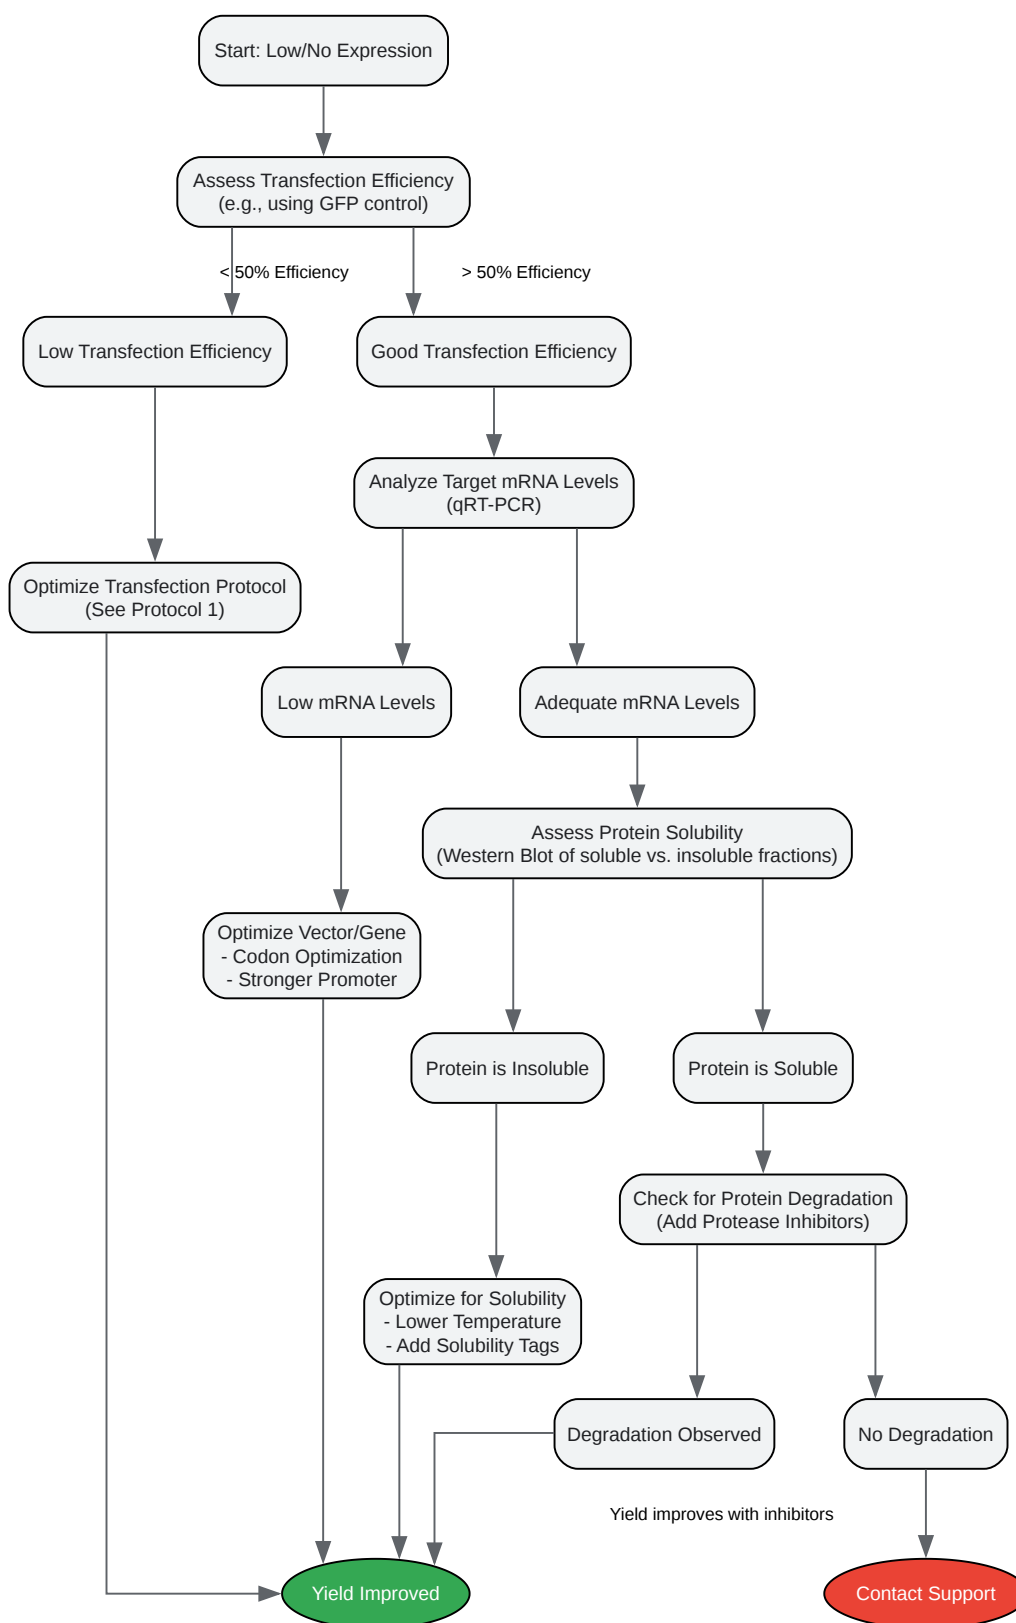 Start: Low/No Expression
Assess Transfection Efficiency
(e.g., using GFP control)
< 50% Efficiency
> 50% Efficiency
Low Transfection Efficiency
Good Transfection Efficiency
Analyze Target mRNA Levels
(qRT-PCR)
Optimize Transfection Protocol
(See Protocol 1)
Low mRNA Levels
Adequate mRNA Levels
Assess Protein Solubility
(Western Blot of soluble vs. insoluble fractions)
Optimize Vector/Gene
- Codon Optimization
- Stronger Promoter
Protein is Insoluble
Protein is Soluble
Check for Protein Degradation
(Add Protease Inhibitors)
Optimize for Solubility
- Lower Temperature
- Add Solubility Tags
Degradation Observed
No Degradation
Yield improves with inhibitors
Yield Improved
Contact Support